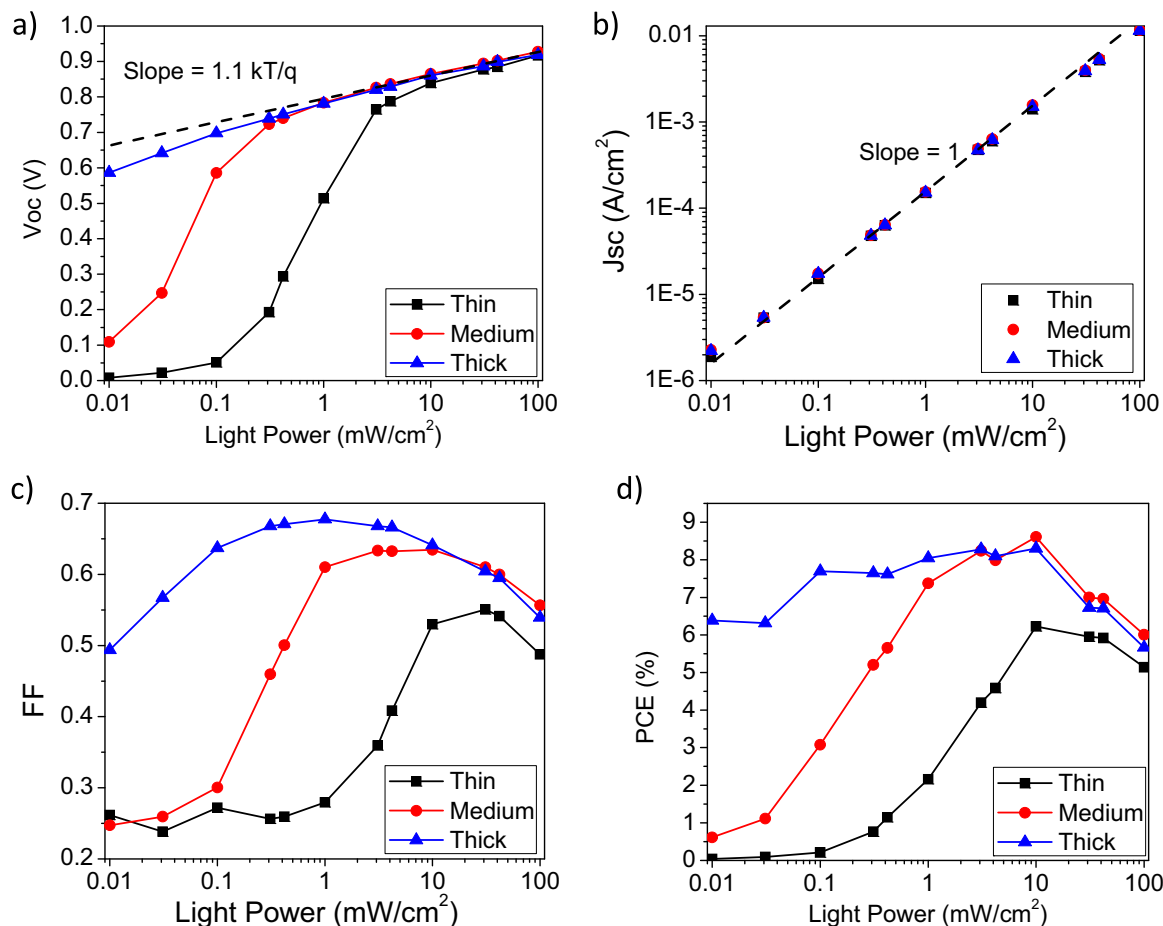 a)
1.0
0.9
0.8
0.7
0.6
0.5
0.4
0.3
0.2
0.1
0.0
Voc (V)
Slope = 1.1 kT/q
Thin
Medium
Thick
0.01 0.1 1 10 100
Light Power (mW/cm²)
b)
0.01
1E-3
1E-4
1E-5
1E-6
Jsc (A/cm²)
Slope = 1
Thin
Medium
Thick
0.01 0.1 1 10 100
Light Power (mW/cm²)
c)
0.7
0.6
0.5
0.4
0.3
0.2
FF
Thin
Medium
Thick
0.01 0.1 1 10 100
Light Power (mW/cm²)
d)
9
8
7
6
5
4
3
2
1
0
PCE (%)
Thin
Medium
Thick
0.01 0.1 1 10 100
Light Power (mW/cm²)